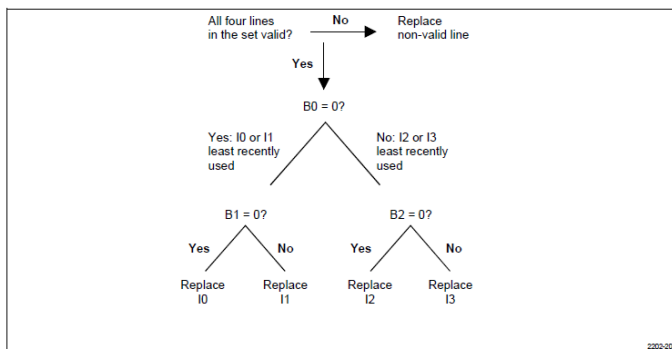 All four lines
in the set valid?
No
Replace
non-valid line
Yes
B0 = 0?
Yes: I0 or I1
least recently
used
No: I2 or I3
least recently
used
B1 = 0?
B2 = 0?
Yes
No
Yes
No
Replace
I0
Replace
I1
Replace
I2
Replace
I3